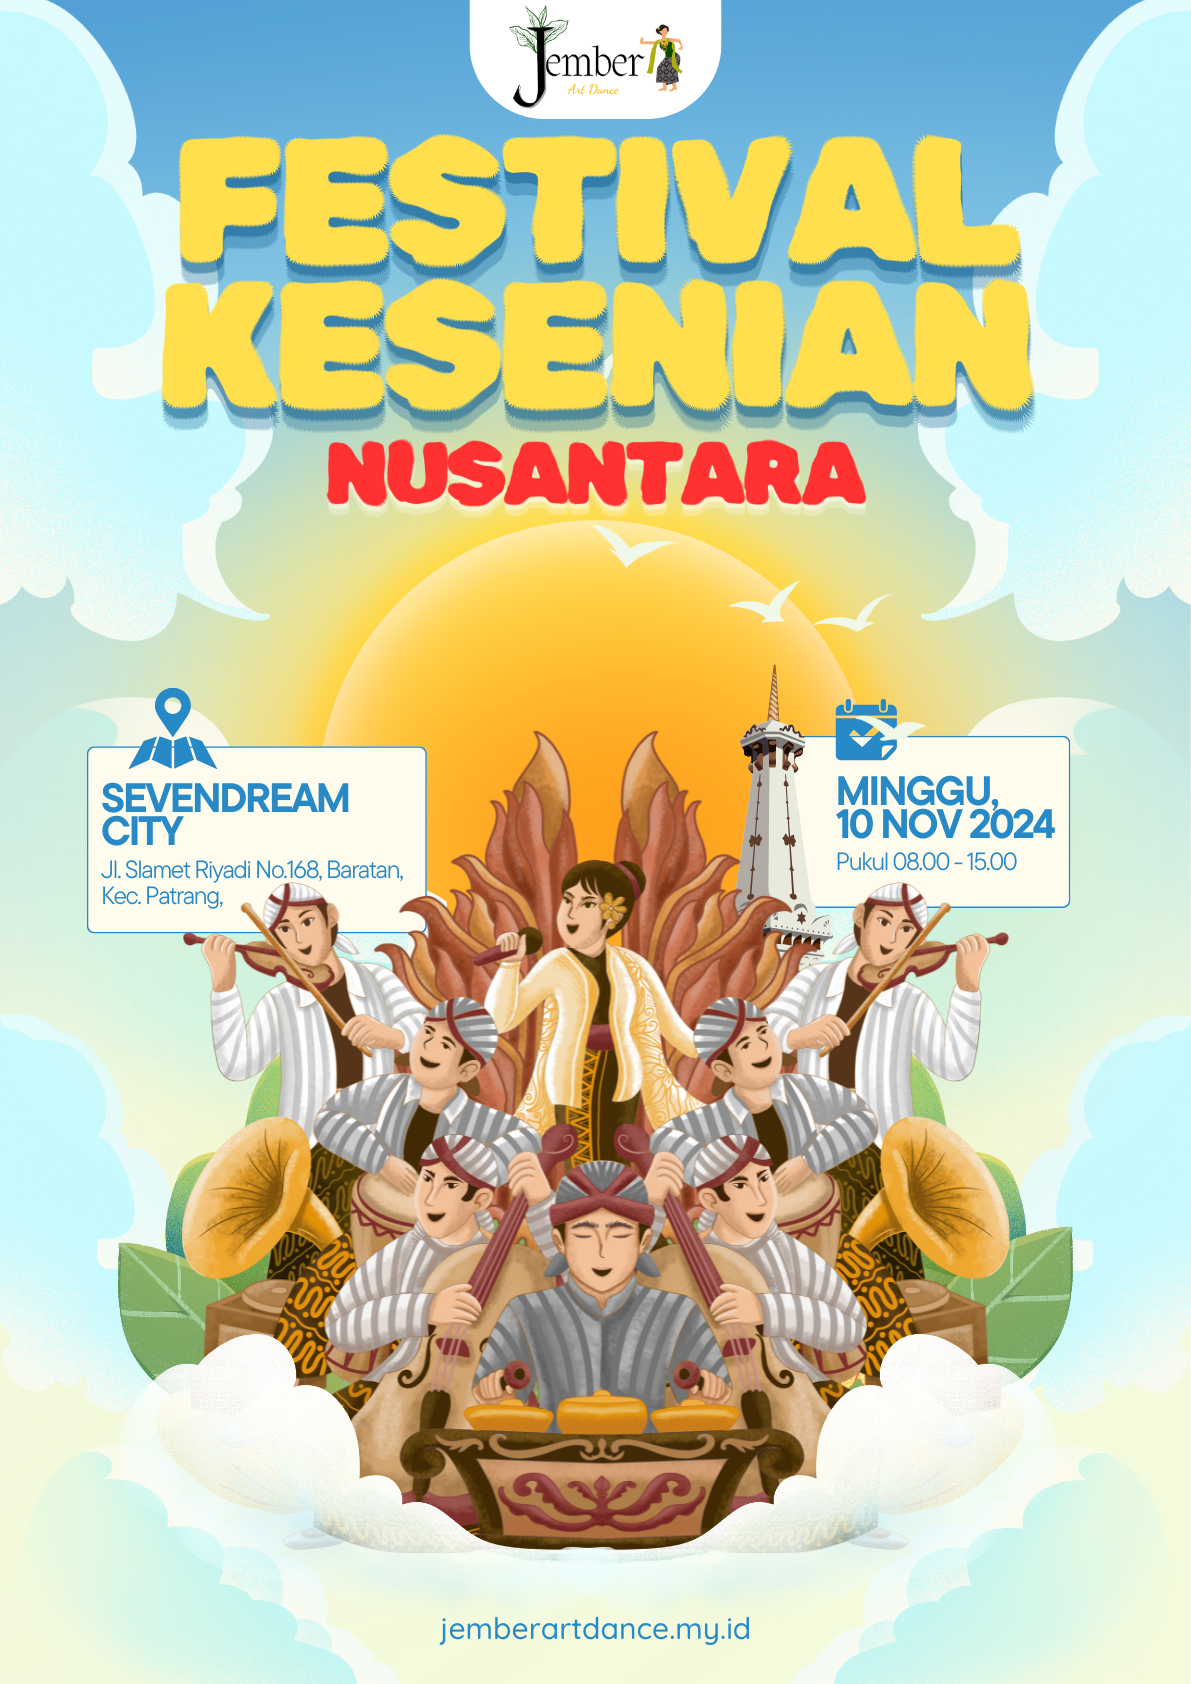 Jember
Art Dance
FESTIVAL
KESENIAN
NUSANTARA
SEVENDREAM
CITY
Jl. Slamet Riyadi No.168, Baratan,
Kec. Patrang,
MINGGU,
10 NOV 2024
Pukul 08.00 - 15.00
jemberartdance.my.id